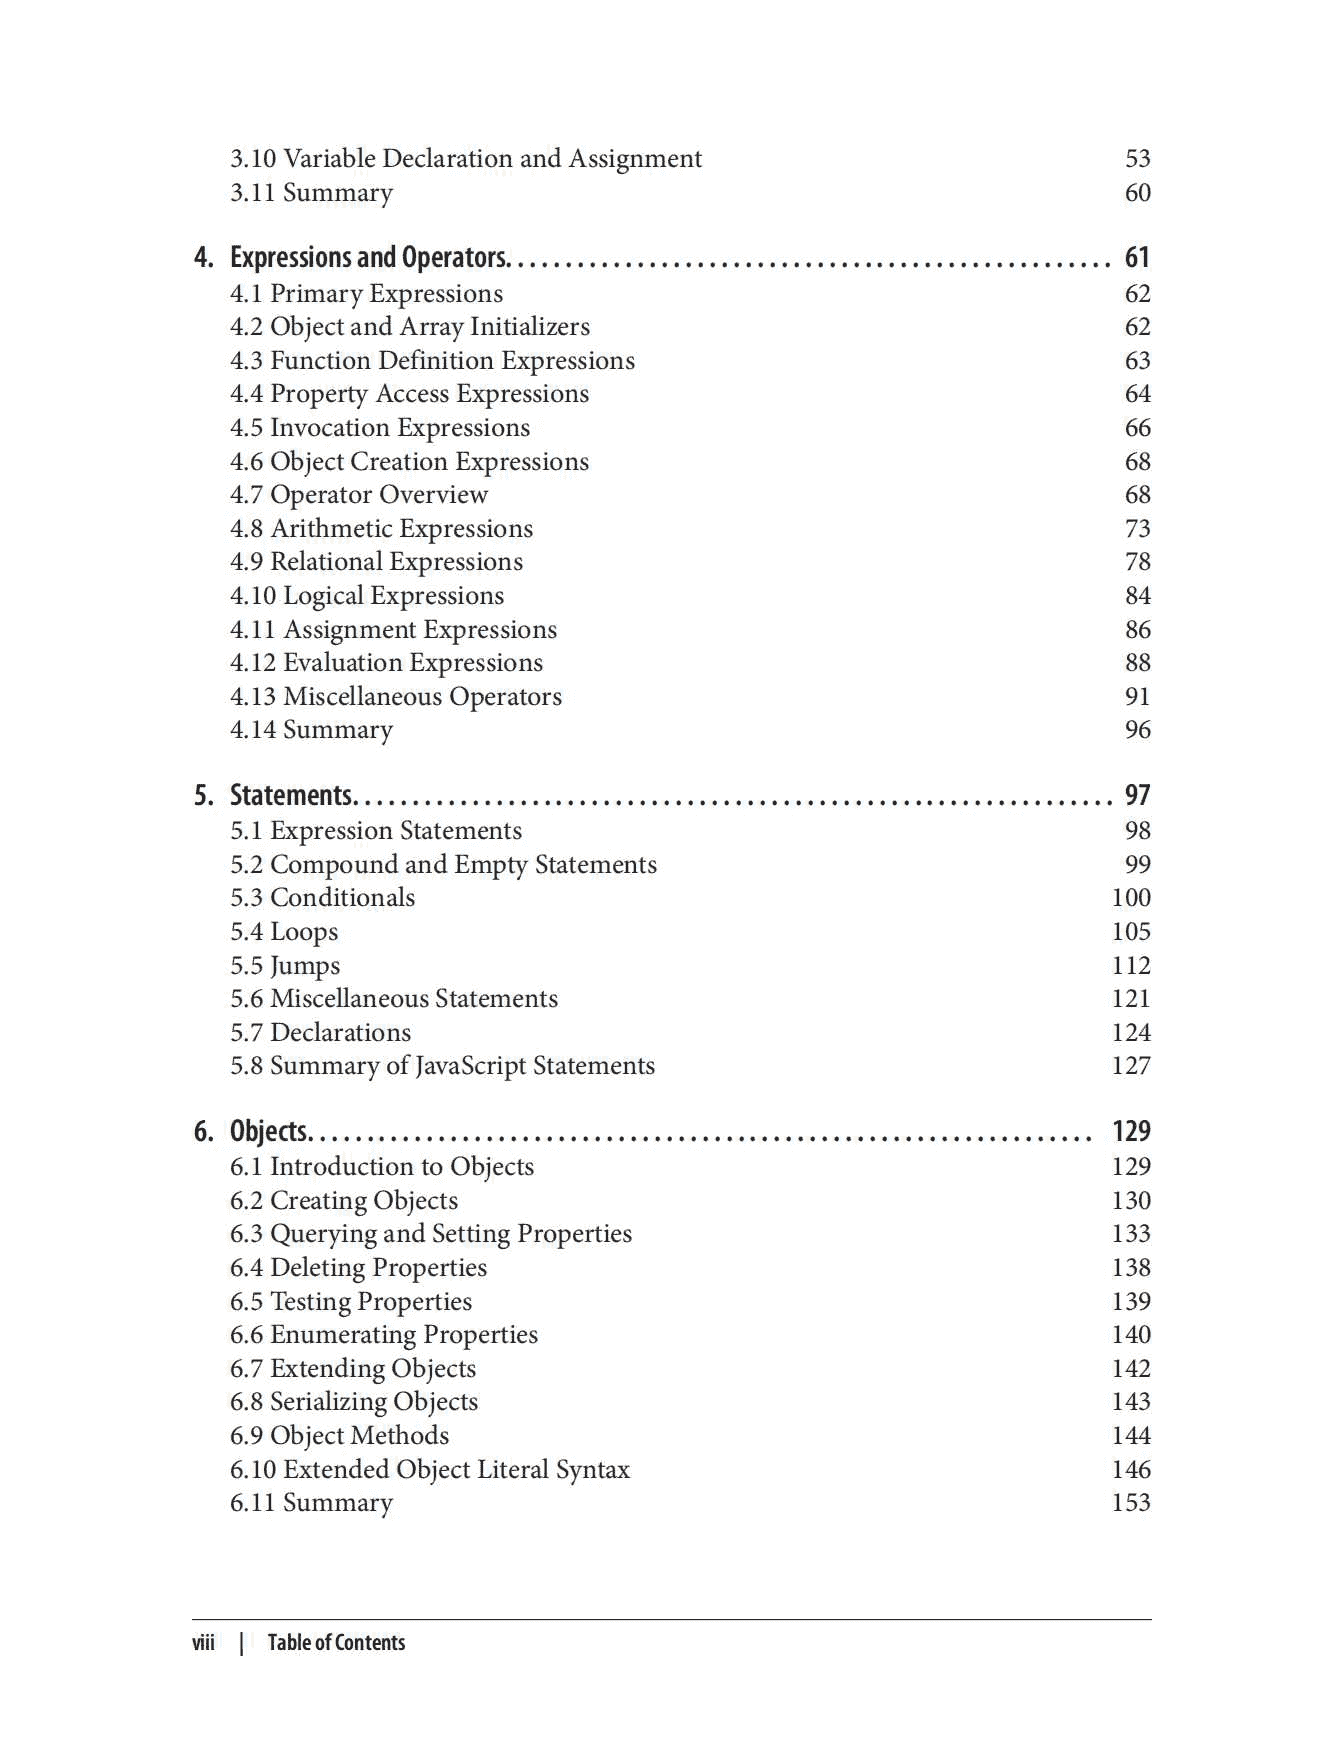 3.10 Variable Declaration and Assignment 53
3.11 Summary 60
4. Expressions and Operators. . . . . . . . . . . . . . . . . . . . . . . . . . . . . . . . . . . . . . . . . . . . . . . . . . . 61
4.1 Primary Expressions 62
4.2 Object and Array Initializers 62
4.3 Function Definition Expressions 63
4.4 Property Access Expressions 64
4.5 Invocation Expressions 66
4.6 Object Creation Expressions 68
4.7 Operator Overview 68
4.8 Arithmetic Expressions 73
4.9 Relational Expressions 78
4.10 Logical Expressions 84
4.11 Assignment Expressions 86
4.12 Evaluation Expressions 88
4.13 Miscellaneous Operators 91
4.14 Summary 96
5. Statements. . . . . . . . . . . . . . . . . . . . . . . . . . . . . . . . . . . . . . . . . . . . . . . . . . . . . . . . . . . . . . . . 97
5.1 Expression Statements 98
5.2 Compound and Empty Statements 99
5.3 Conditionals 100
5.4 Loops 105
5.5 Jumps 112
5.6 Miscellaneous Statements 121
5.7 Declarations 124
5.8 Summary of JavaScript Statements 127
6. Objects. . . . . . . . . . . . . . . . . . . . . . . . . . . . . . . . . . . . . . . . . . . . . . . . . . . . . . . . . . . . . . . . . . 129
6.1 Introduction to Objects 129
6.2 Creating Objects 130
6.3 Querying and Setting Properties 133
6.4 Deleting Properties 138
6.5 Testing Properties 139
6.6 Enumerating Properties 140
6.7 Extending Objects 142
6.8 Serializing Objects 143
6.9 Object Methods 144
6.10 Extended Object Literal Syntax 146
6.11 Summary 153
viii | Table of Contents